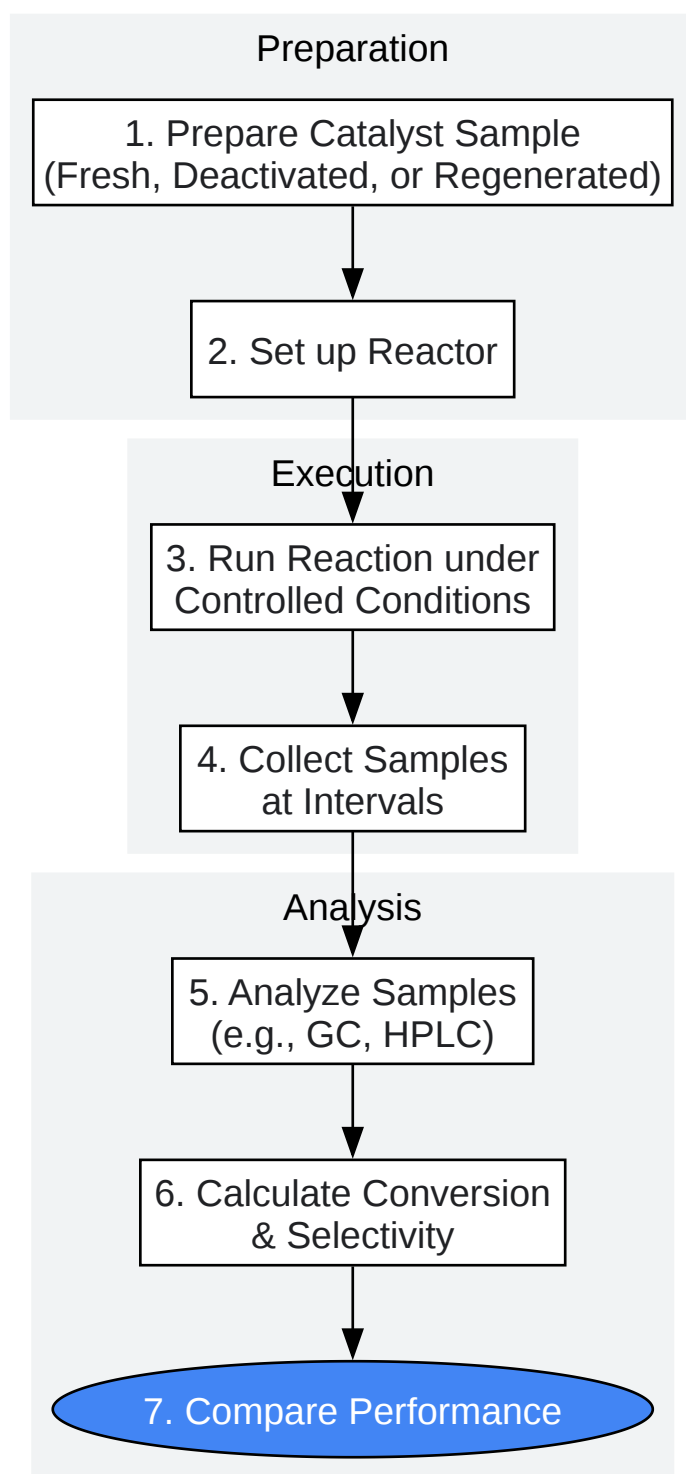 Preparation
1. Prepare Catalyst Sample
(Fresh, Deactivated, or Regenerated)
2. Set up Reactor
Execution
3. Run Reaction under
Controlled Conditions
4. Collect Samples
at Intervals
Analysis
5. Analyze Samples
(e.g., GC, HPLC)
6. Calculate Conversion
& Selectivity
7. Compare Performance